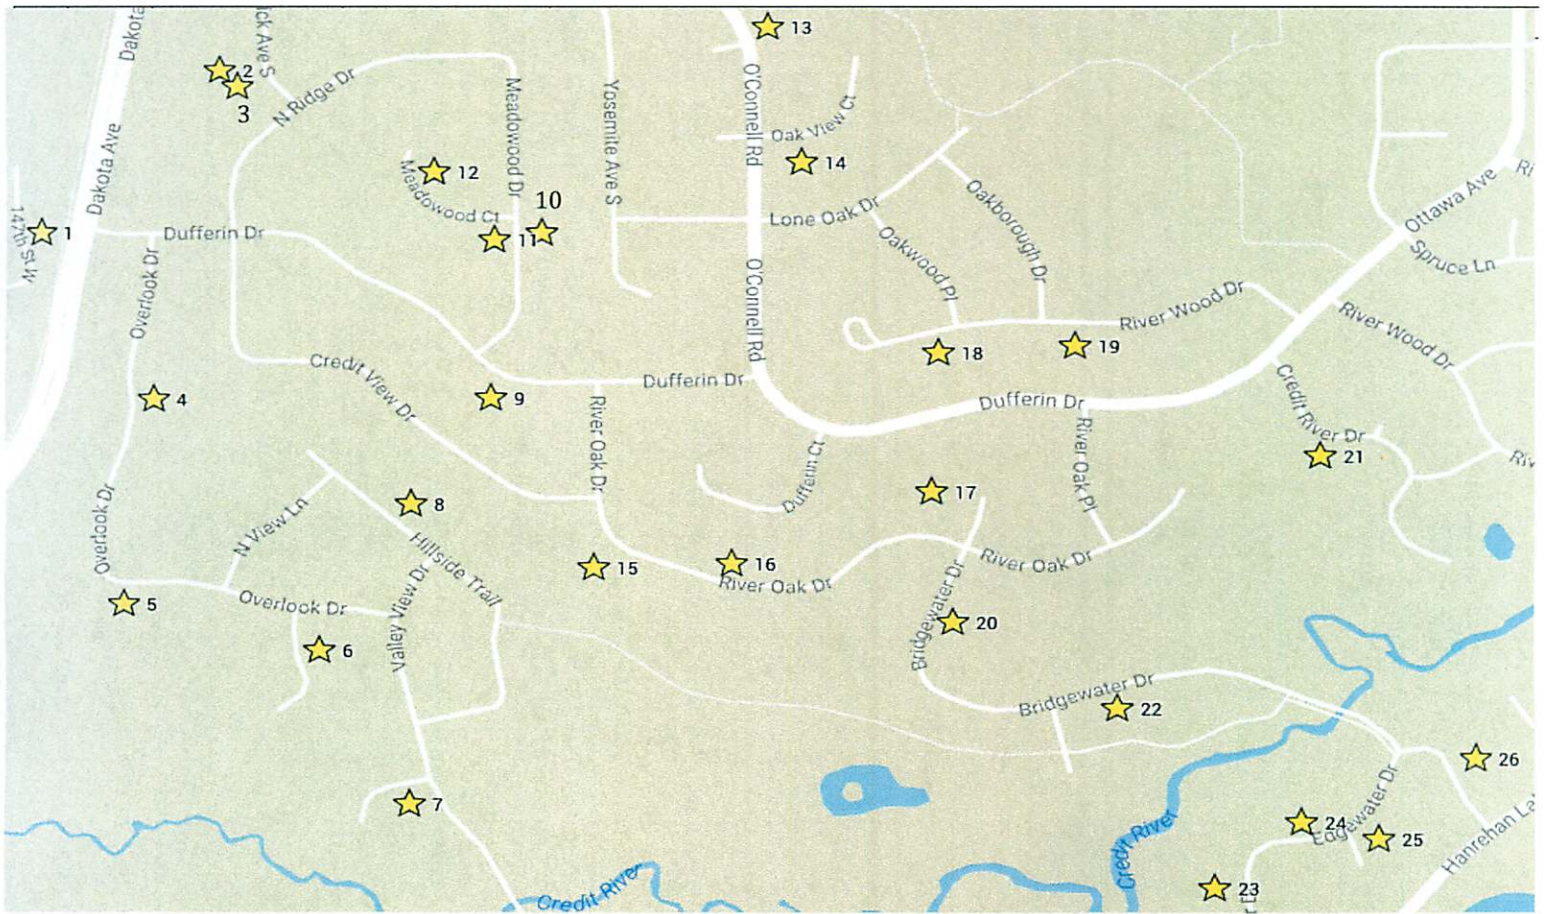 Dakota
ck Ave S
13
2
3
N Ridge Dr
Meadowood Dr
Yosemite Ave S
O'Connell Rd
Oak View Ct
14
Dakota Ave
12
Meadowood Ct
10
11
147th St W
1
Dufferin Dr
Overlook Dr
Lone Oak Dr
Oakborough Dr
Oakwood Pl
Ottawa Ave
Ri
Spruce Ln
O'Connell Rd
River Wood Dr
River Wood Dr
18
19
Credit View Dr
Dufferin Dr
4
9
River Oak Dr
Dufferin Dr
Credit River Dr
21
Riv
River Oak Pl
Dufferin Ct
17
Overlook Dr
N View Ln
8
Hillside Trail
15
16
River Oak Dr
River Oak Dr
5
Overlook Dr
Valley View Dr
Bridgewater Dr
20
6
Bridgewater Dr
22
26
7
Edgewater Dr
24
25
Hanrehan La
Credit River
Credit River
23